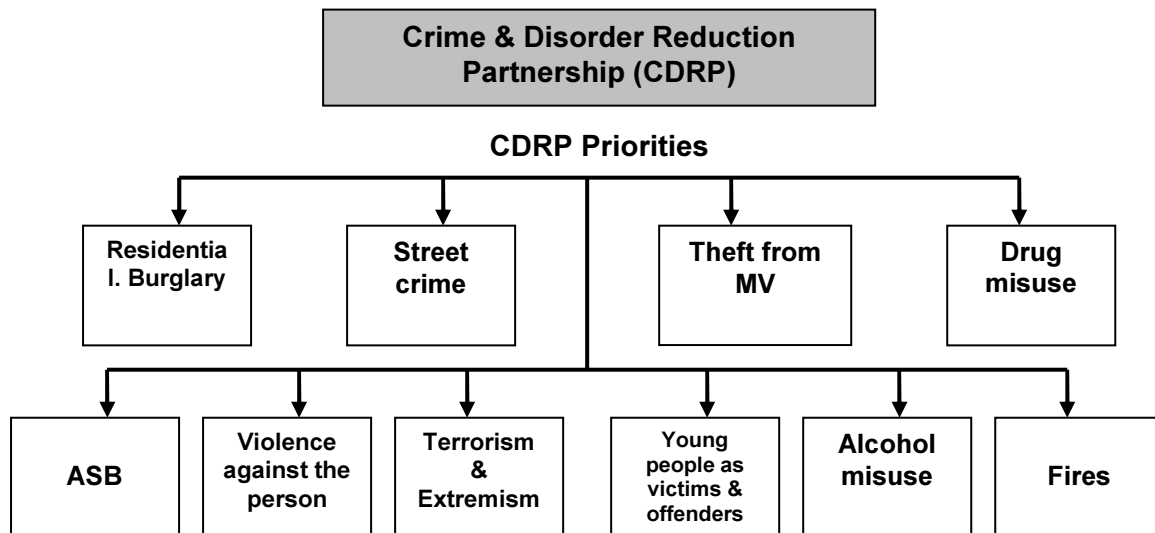 Crime & Disorder Reduction
Partnership (CDRP)
CDRP Priorities
Residentia
l. Burglary
Street
crime
Theft from
MV
Drug
misuse
ASB
Violence
against the
person
Terrorism
&
Extremism
Young
people as
victims &
offenders
Alcohol
misuse
Fires